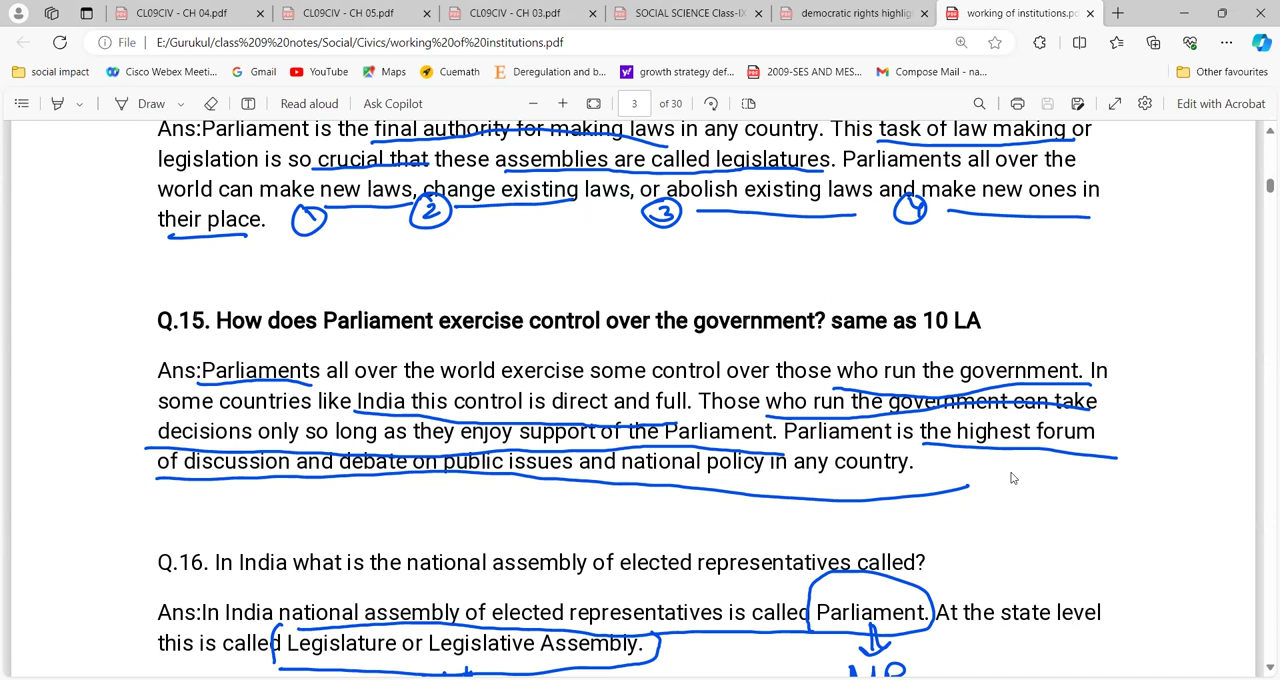 CL09CIV - CH 04.pdf
CL09CIV - CH 05.pdf
CL09CIV - CH 03.pdf
SOCIAL SCIENCE Class-IX
democratic rights highlig
working of institutions.pd
File
E:/Gurukul/class%209%20notes/Social/Civics/working%20of%20institutions.pdf
social impact
Cisco Webex Meeti...
Gmail
YouTube
Maps
Cuemath
Deregulation and b...
growth strategy def...
2009-SES AND MES...
Compose Mail - na...
Other favourites
Draw
Read aloud
Ask Copilot
3
of 30
Edit with Acrobat
Ans:Parliament is the final authority for making laws in any country. This task of law making or
legislation is so crucial that these assemblies are called legislatures. Parliaments all over the
world can make new laws, change existing laws, or abolish existing laws and make new ones in
their place.
1 2 3 4
Q.15. How does Parliament exercise control over the government? same as 10 LA
Ans:Parliaments all over the world exercise some control over those who run the government. In
some countries like India this control is direct and full. Those who run the government can take
decisions only so long as they enjoy support of the Parliament. Parliament is the highest forum
of discussion and debate on public issues and national policy in any country.
Q.16. In India what is the national assembly of elected representatives called?
Ans:In India national assembly of elected representatives is called Parliament. At the state level
this is called Legislature or Legislative Assembly.